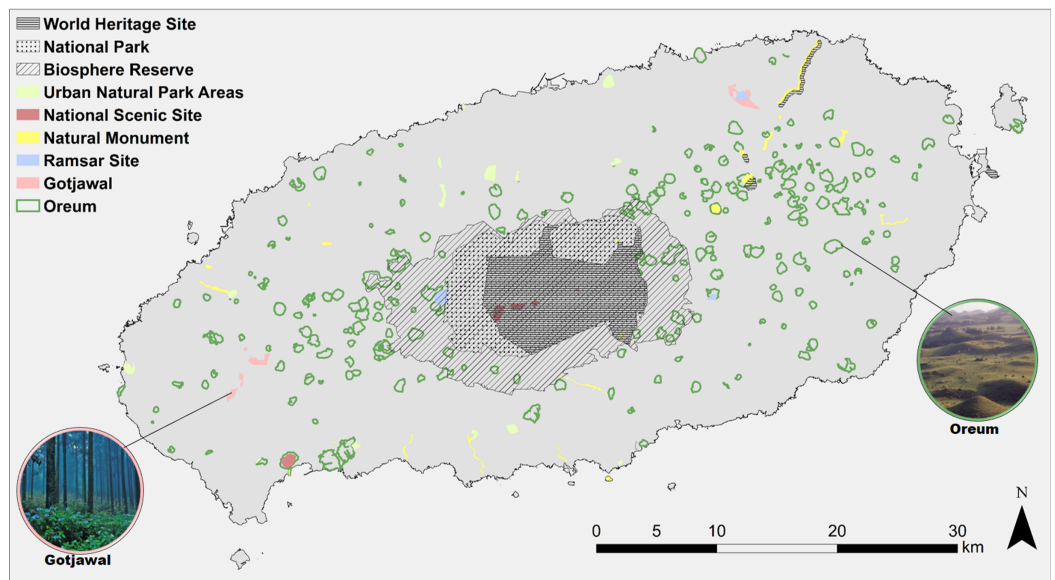 World Heritage Site
National Park
Biosphere Reserve
Urban Natural Park Areas
National Scenic Site
Natural Monument
Ramsar Site
Gotjawal
Oreum
Oreum
Gotjawal
N
0 5 10 20 30
km